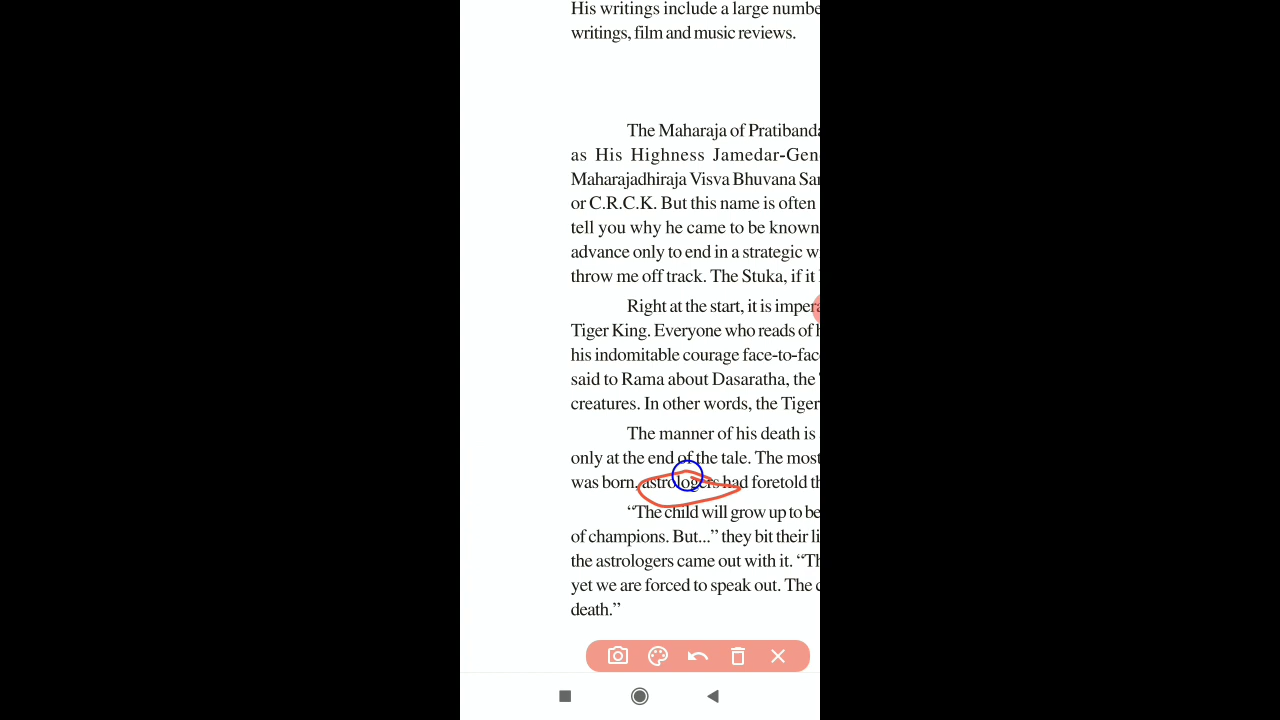 His writings include a large numbe
writings, film and music reviews.
The Maharaja of Pratibanda
as His Highness Jamedar-Gen
Maharajadhiraja Visva Bhuvana Sam
or C.R.C.K. But this name is often
tell you why he came to be known
advance only to end in a strategic w
throw me off track. The Stuka, if it
Right at the start, it is impera
Tiger King. Everyone who reads of h
his indomitable courage face-to-fac
said to Rama about Dasaratha, the
creatures. In other words, the Tiger
The manner of his death is
only at the end of the tale. The most
was born, astrologers had foretold th
“The child will grow up to be
of champions. But...” they bit their li
the astrologers came out with it. “Th
yet we are forced to speak out. The c
death.”